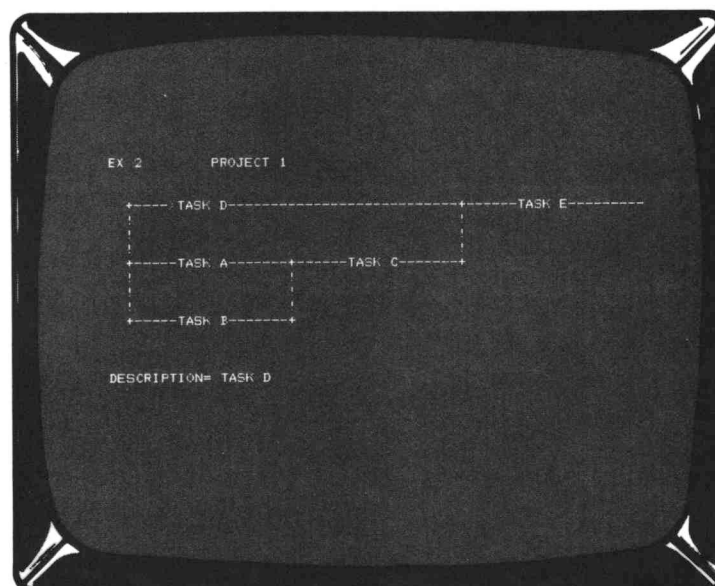 EX 2 PROJECT 1
+-----TASK D----------------------------+------TASK E---------
+-----TASK A-------+------TASK C--------+
+-----TASK B-------+
DESCRIPTION= TASK D